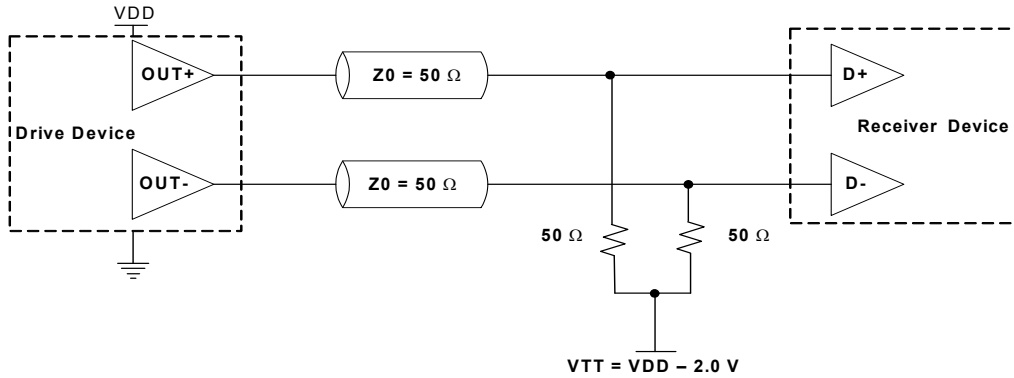 VDD
OUT+
Z0 = 50 Ω
D+
Drive Device
Receiver Device
OUT-
Z0 = 50 Ω
D-
50 Ω
50 Ω
VTT = VDD – 2.0 V